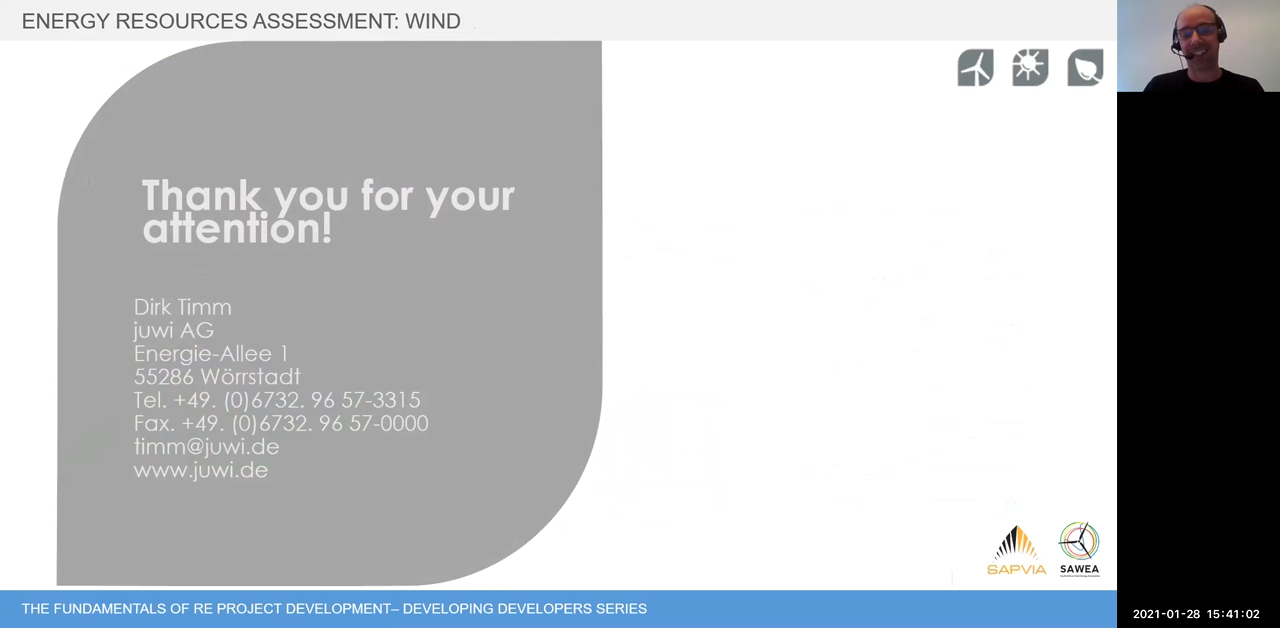 ENERGY RESOURCES ASSESSMENT: WIND
Thank you for your
attention!
Dirk Timm
juwi AG
Energie-Allee 1
55286 Wörrstadt
Tel. +49. (0)6732. 96 57-3315
Fax. +49. (0)6732. 96 57-0000
timm@juwi.de
www.juwi.de
SAPVIA
SAWEA
THE FUNDAMENTALS OF RE PROJECT DEVELOPMENT– DEVELOPING DEVELOPERS SERIES
2021-01-28 15:41:02